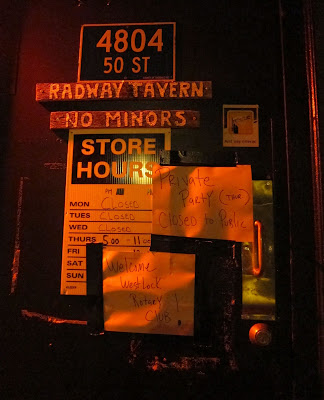 4804
50 ST
RADWAY TAVERN
NO MINORS
STORE
HOURS
AM
MON CLOSED
TUES CLOSED
WED CLOSED
THURS 5:00 - 11:00
FRI
SAT
SUN
Private
Party
Closed to Public
Welcome
Westlock
Rotary
Club